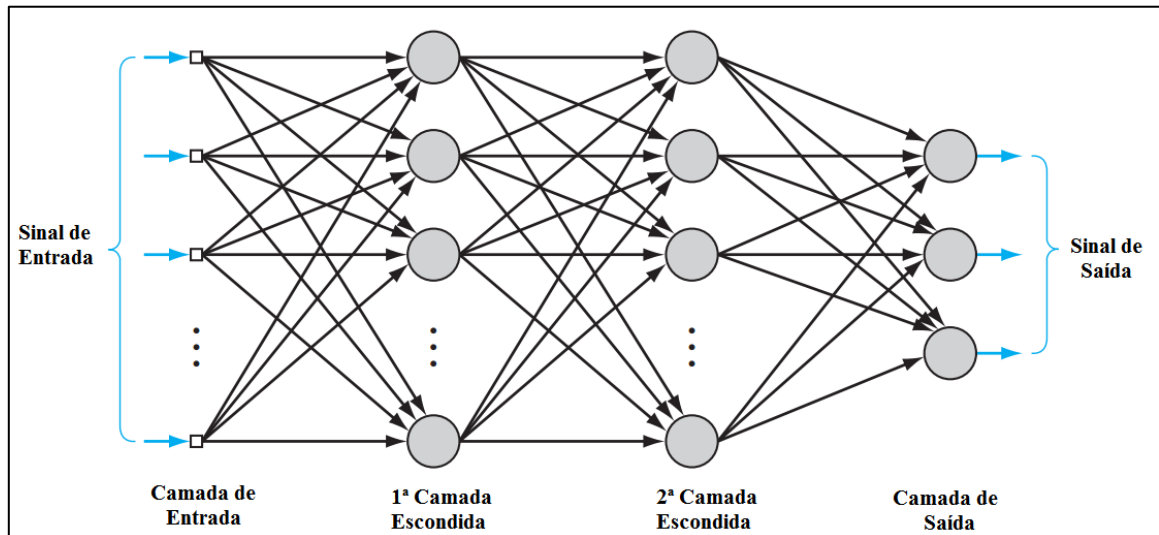 Sinal de
Entrada
Sinal de
Saída
Camada de
Entrada
1ª Camada
Escondida
2ª Camada
Escondida
Camada de
Saída